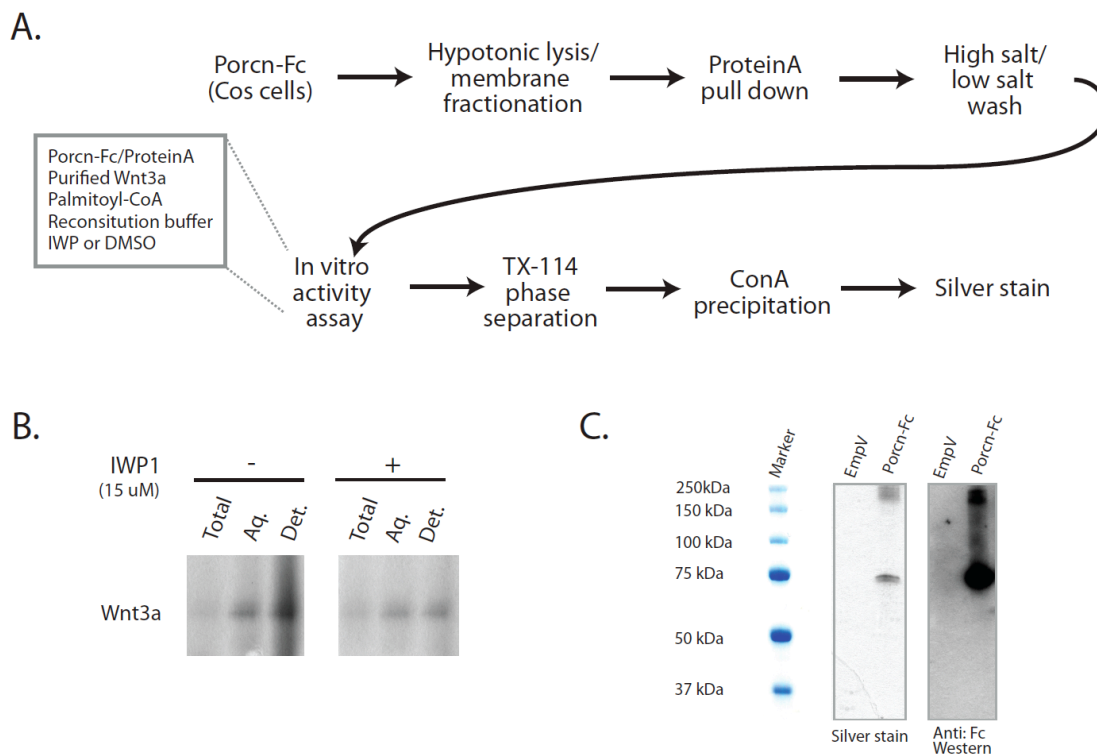 A.
Porcn-Fc
(Cos cells)
Hypotonic lysis/
membrane
fractionation
ProteinA
pull down
High salt/
low salt
wash
Porcn-Fc/ProteinA
Purified Wnt3a
Palmitoyl-CoA
Reconsitution buffer
IWP or DMSO
In vitro
activity
assay
TX-114
phase
separation
ConA
precipitation
Silver stain
B.
IWP1
(15 uM)
-
+
Total
Aq.
Det.
Total
Aq.
Det.
Wnt3a
C.
Marker
EmpV
Porcn-Fc
EmpV
Porcn-Fc
250kDa
150 kDa
100 kDa
75 kDa
50 kDa
37 kDa
Silver stain
Anti: Fc
Western